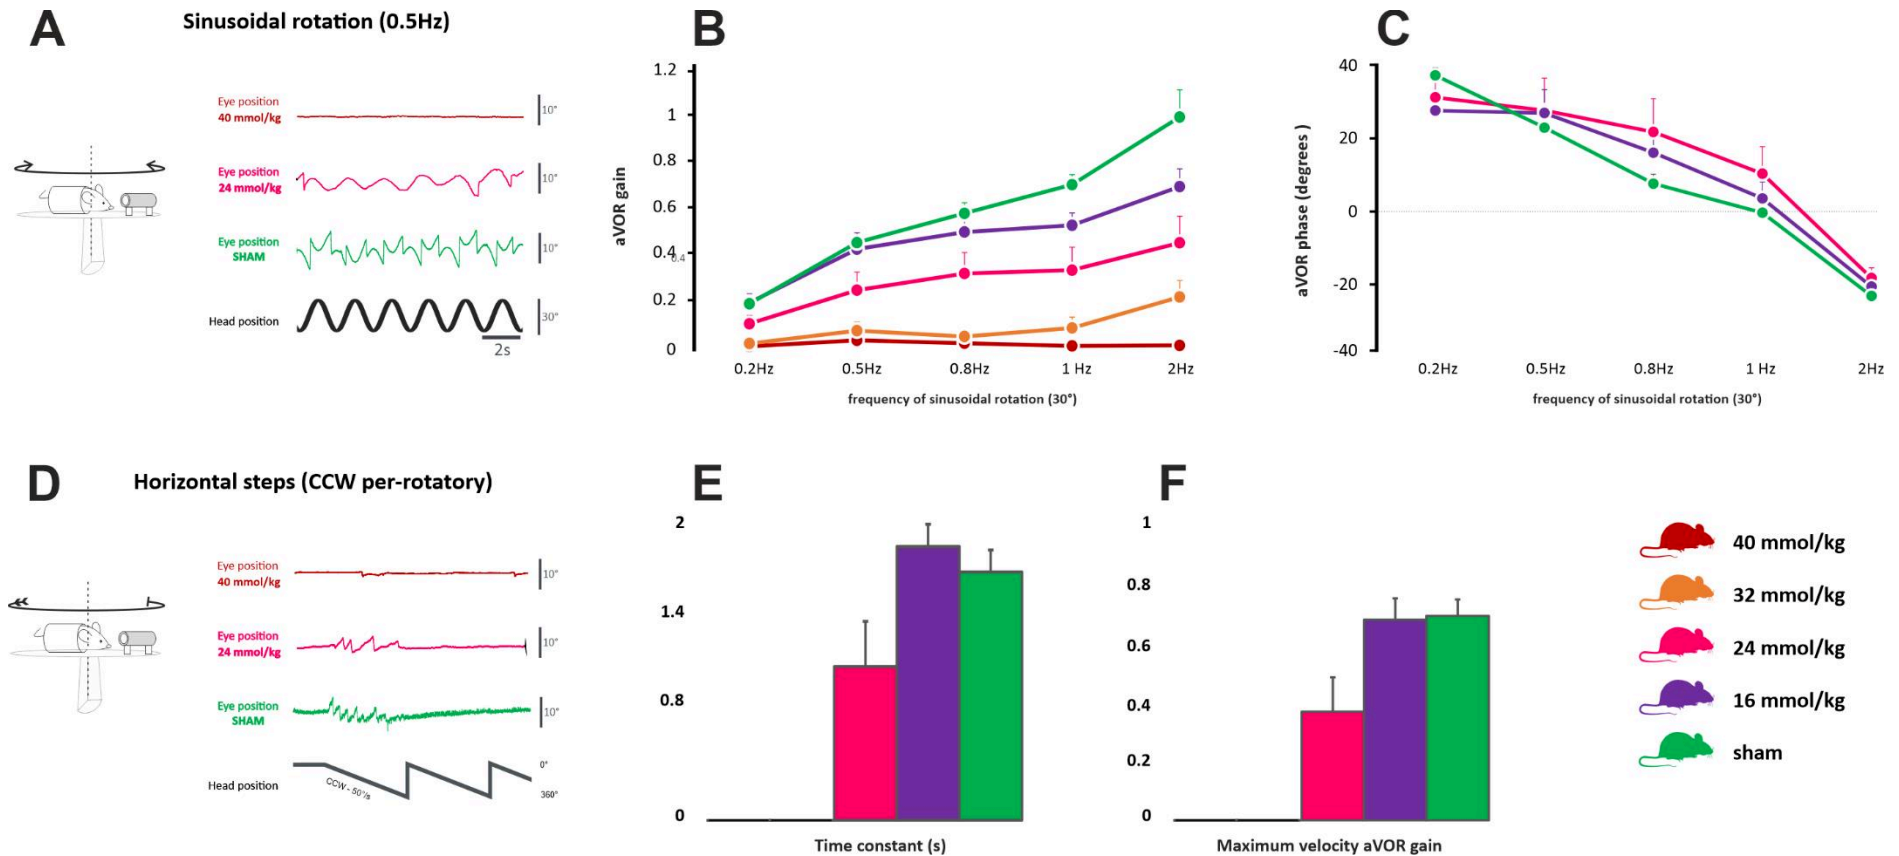 A
Sinusoidal rotation (0.5Hz)
Eye position
40 mmol/kg
10°
Eye position
24 mmol/kg
10°
Eye position
SHAM
10°
Head position
30°
2s
B
1.2
1
0.8
0.6
0.4
0.4
0.2
0
aVOR gain
0.2Hz
0.5Hz
0.8Hz
1 Hz
2Hz
frequency of sinusoidal rotation (30°)
C
40
20
0
-20
-40
aVOR phase (degrees )
0.2Hz
0.5Hz
0.8Hz
1 Hz
2Hz
frequency of sinusoidal rotation (30°)
D
Horizontal steps (CCW per-rotatory)
Eye position
40 mmol/kg
10°
Eye position
24 mmol/kg
10°
Eye position
SHAM
10°
Head position
CCW - 50°/s
0°
360°
E
2
1.4
0.8
0
Time constant (s)
F
1
0.8
0.6
0.4
0.2
0
Maximum velocity aVOR gain
40 mmol/kg
32 mmol/kg
24 mmol/kg
16 mmol/kg
sham